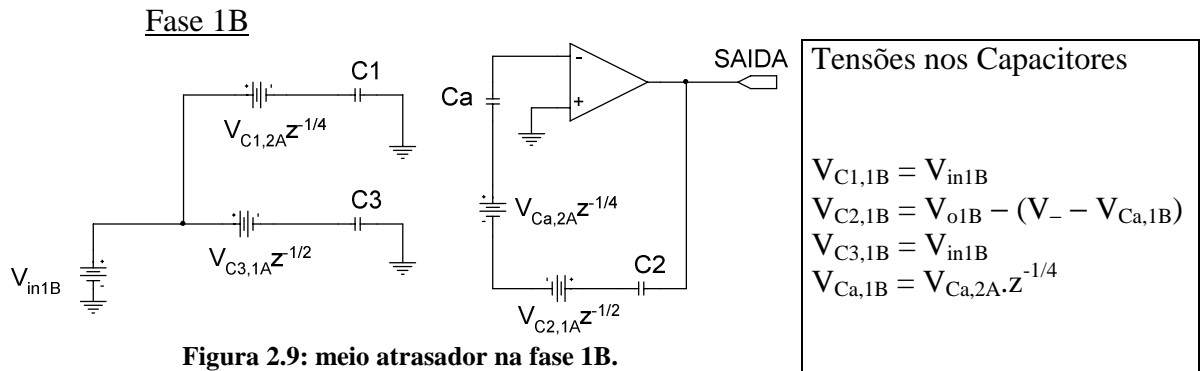 Fase 1B
C1
V_{C1,2A}z^{-1/4}
C3
V_{C3,1A}z^{-1/2}
V_{in1B}
SAIDA
Ca
V_{Ca,2A}z^{-1/4}
C2
V_{C2,1A}z^{-1/2}
Figura 2.9: meio atrasador na fase 1B.
Tensões nos Capacitores
V_{C1,1B} = V_{in1B}
V_{C2,1B} = V_{o1B} – (V_– – V_{Ca,1B})
V_{C3,1B} = V_{in1B}
V_{Ca,1B} = V_{Ca,2A}.z^{-1/4}